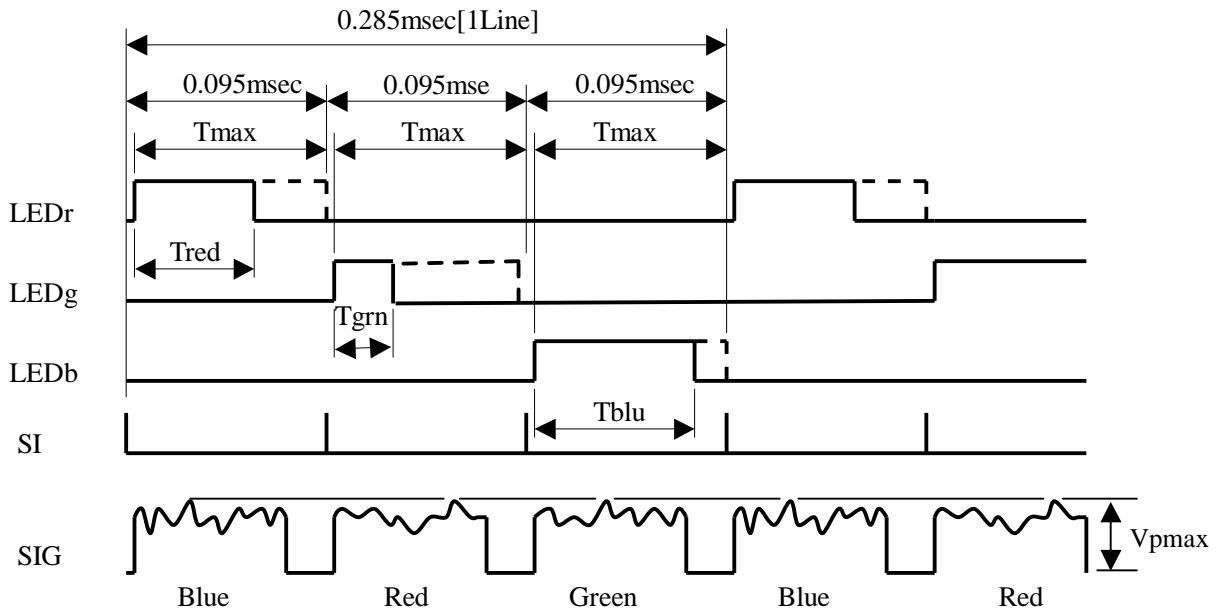 0.285msec[1Line]
0.095msec 0.095mse 0.095msec
Tmax Tmax Tmax
LEDr
Tred
LEDg
Tgrn
LEDb
Tblu
SI
SIG
Vpmax
Blue Red Green Blue Red